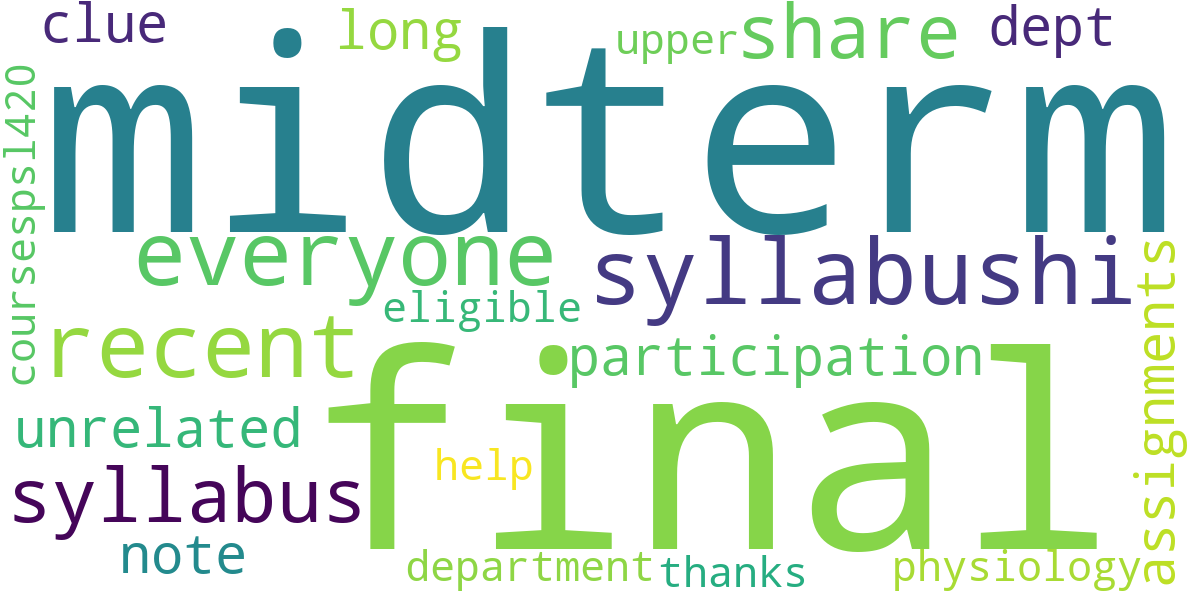 clue
long
upper
share
dept
coursespsl420
midterm
everyone
syllabushi
eligible
recent
participation
assignments
final
unrelated
help
syllabus
note
department
thanks
physiology